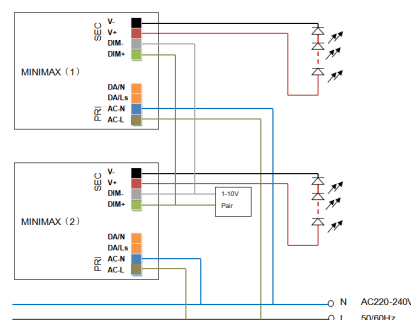 SEC
V-
V+
DIM-
DIM+
MINIMAX（1）
DA/N
DA/Ls
PRI
AC-N
AC-L
SEC
V-
V+
DIM-
DIM+
1-10V
Pair
MINIMAX（2）
DA/N
DA/Ls
PRI
AC-N
AC-L
N AC220-240V
L 50/60Hz